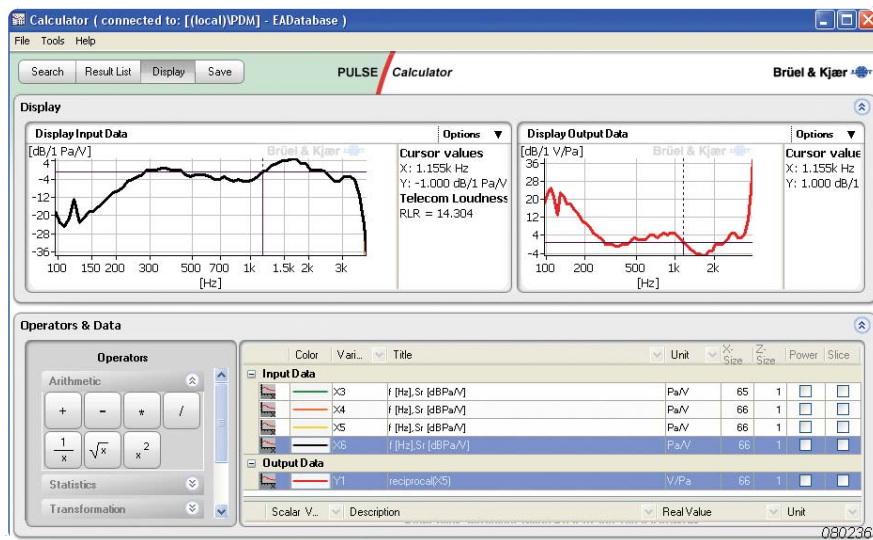 Calculator ( connected to: [(local)\PDM] - EADatabase )
File Tools Help
Search Result List Display Save
PULSE Calculator
Brüel & Kjær
Display
Display Input Data Options
[dB/1 Pa/V]
Brüel & Kjær
4
-4
-12
-20
-28
-36
100 150 200 300 500 700 1k 1.5k 2k 3k
[Hz]
Cursor values
X: 1.155k Hz
Y: -1.000 dB/1 Pa/V
Telecom Loudness
RLR = 14.304
Display Output Data Options
[dB/1 V/Pa]
Brüel & Kjær
36
28
20
12
-4
100 200 500 1k 2k
[Hz]
Cursor value
X: 1.155k Hz
Y: 1.000 dB/1
Operators & Data
Operators
Arithmetic
+ - * /
1/x √x x²
Statistics
Transformation
Color Vari... Title Unit X-Size Z-Size Power Slice
Input Data
X3 f [Hz],Sr [dBPa/V] Pa/V 65 1
X4 f [Hz],Sr [dBPa/V] Pa/V 66 1
X5 f [Hz],Sr [dBPa/V] Pa/V 66 1
X6 f [Hz],Sr [dBPa/V] Pa/V 66 1
Output Data
Y1 reciprocal(X5) V/Pa 66 1
Scalar V... Description Real Value Unit
080236